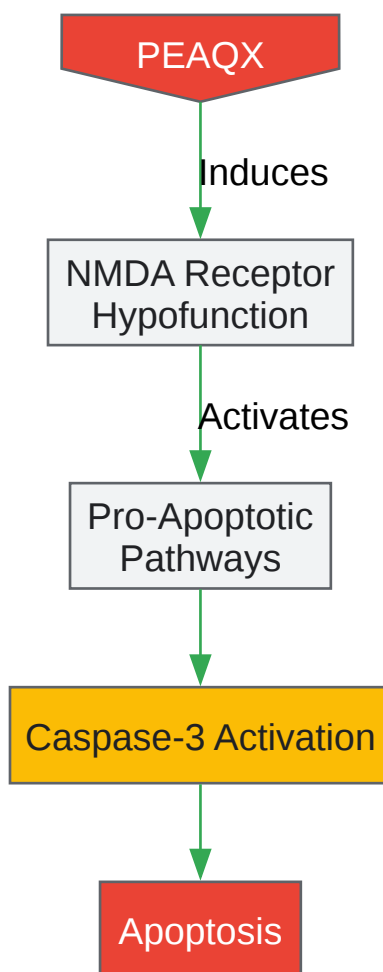 PEAQX
Induces
NMDA Receptor
Hypofunction
Activates
Pro-Apoptotic
Pathways
Caspase-3 Activation
Apoptosis